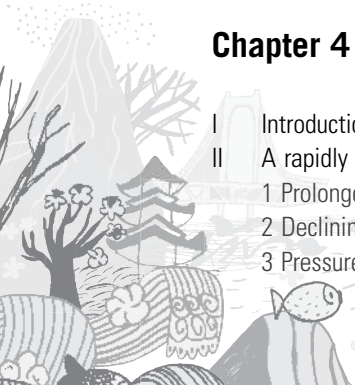 Chapter 4
I Introductio
II A rapidly
1 Prolonge
2 Declinin
3 Pressure